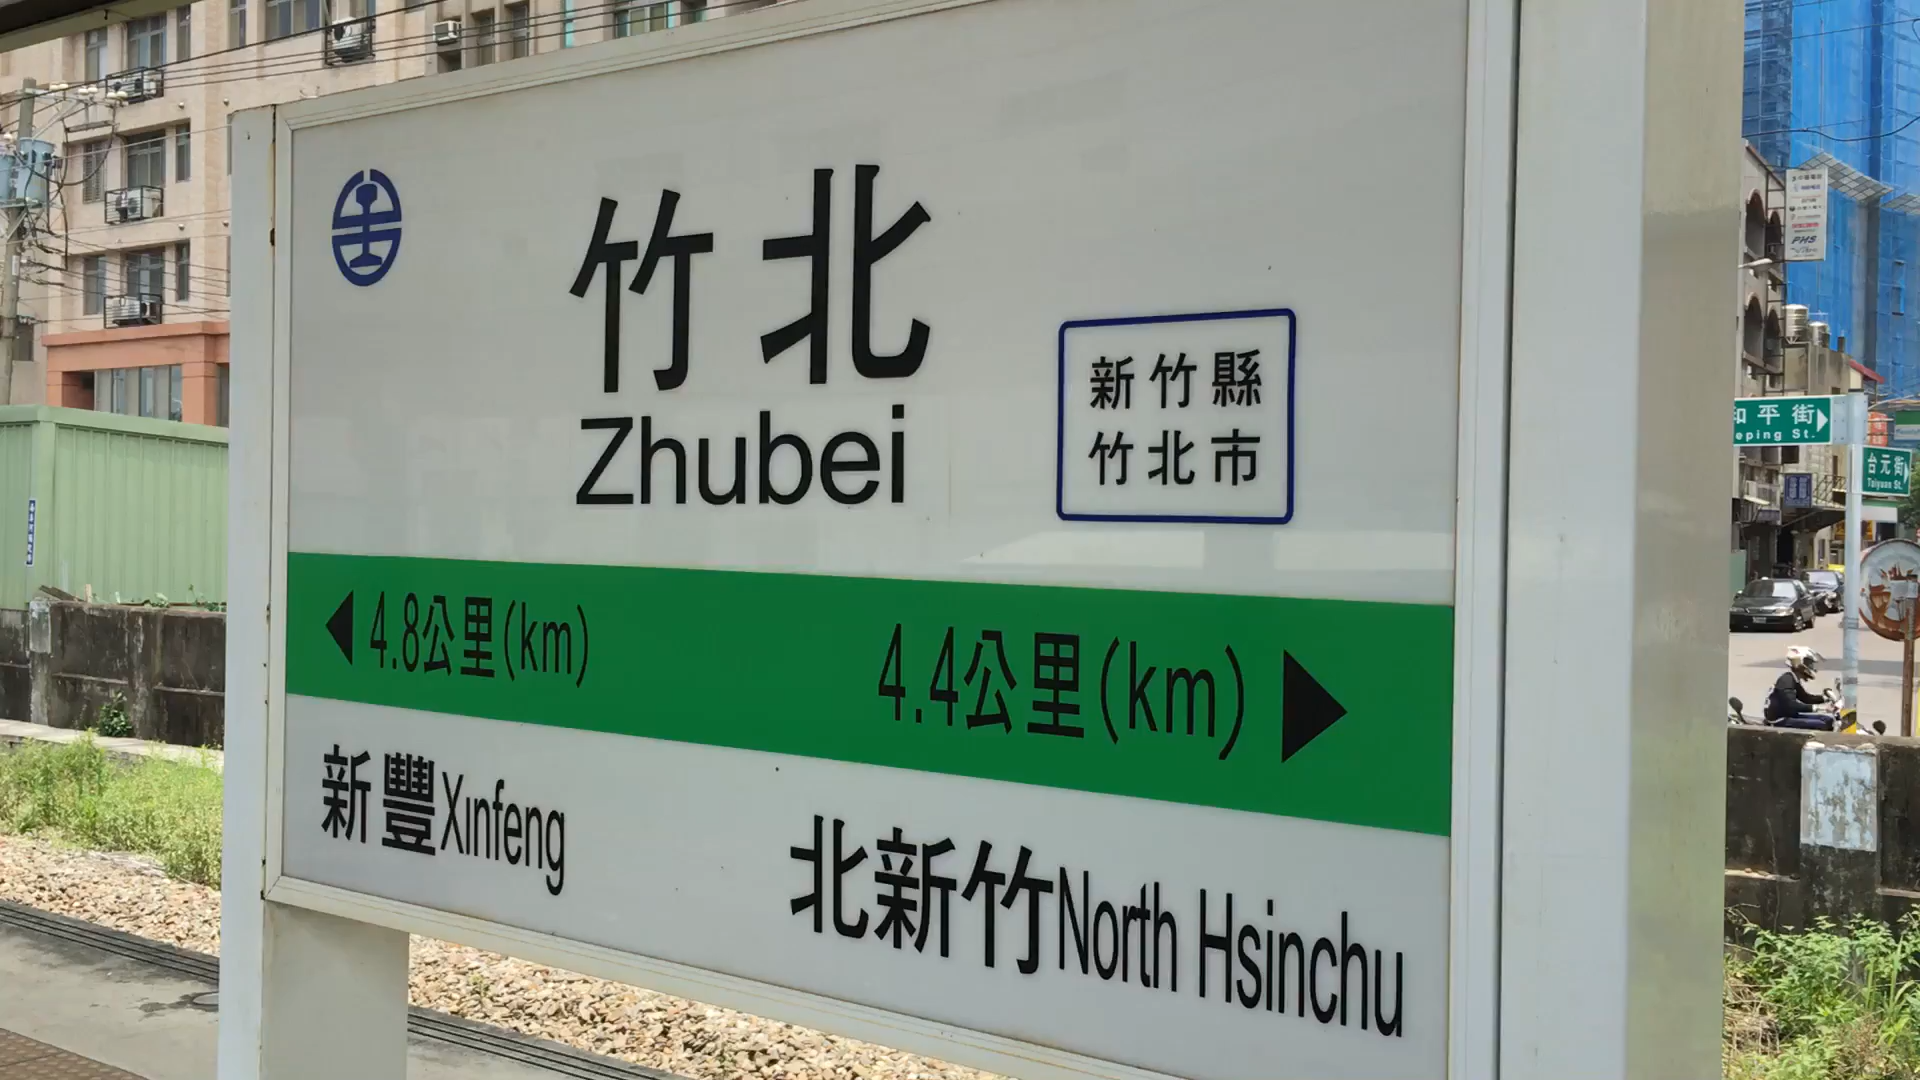 竹北
Zhubei
新竹縣
竹北市
4.8公里(km)
4.4公里(km)
新豐Xinfeng
北新竹North Hsinchu
和平街
eping St.
台元街
Taiyuan St.
PHS